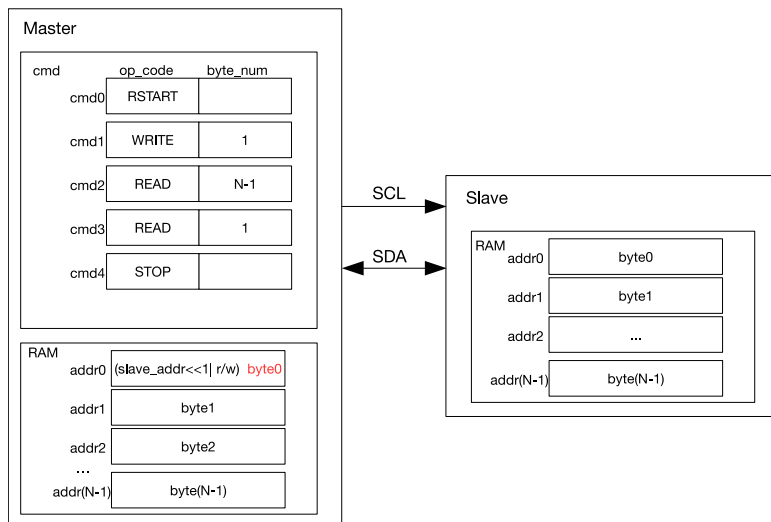 Master
cmd op_code byte_num
cmd0 RSTART
cmd1 WRITE 1
cmd2 READ N-1
cmd3 READ 1
cmd4 STOP
RAM
addr0 (slave_addr<<1| r/w) byte0
addr1 byte1
addr2 byte2
...
addr(N-1) byte(N-1)
SCL
SDA
Slave
RAM
addr0 byte0
addr1 byte1
addr2 ...
addr(N-1) byte(N-1)